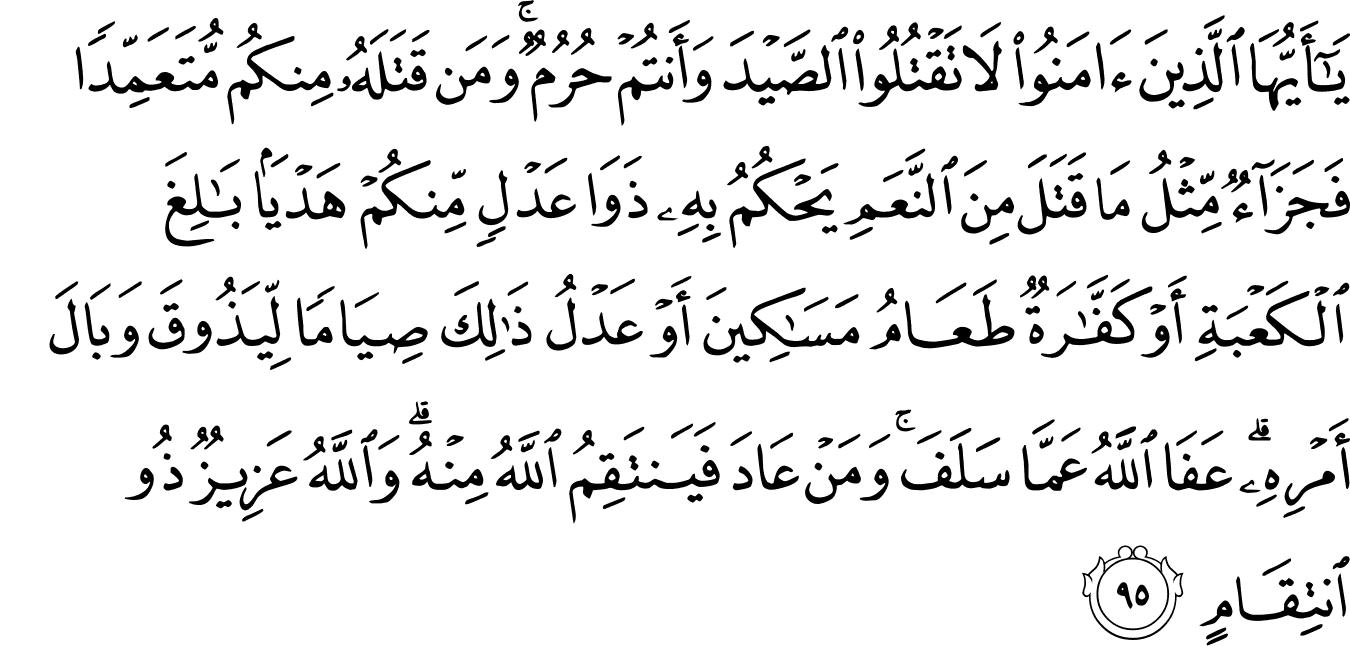 يَٰٓأَيُّهَا ٱلَّذِينَ ءَامَنُوا۟ لَا تَقْتُلُوا۟ ٱلصَّيْدَ وَأَنتُمْ حُرُمٌ ۚ وَمَن قَتَلَهُۥ مِنكُم مُّتَعَمِّدًا
فَجَزَآءٌ مِّثْلُ مَا قَتَلَ مِنَ ٱلنَّعَمِ يَحْكُمُ بِهِۦ ذَوَا عَدْلٍ مِّنكُمْ هَدْيًۢا بَٰلِغَ
ٱلْكَعْبَةِ أَوْ كَفَّٰرَةٌ طَعَامُ مَسَٰكِينَ أَوْ عَدْلُ ذَٰلِكَ صِيَامًا لِّيَذُوقَ وَبَالَ
أَمْرِهِۦ ۗ عَفَا ٱللَّهُ عَمَّا سَلَفَ ۚ وَمَنْ عَادَ فَيَنتَقِمُ ٱللَّهُ مِنْهُ ۗ وَٱللَّهُ عَزِيزٌ ذُو
ٱنتِقَامٍ ٩٥